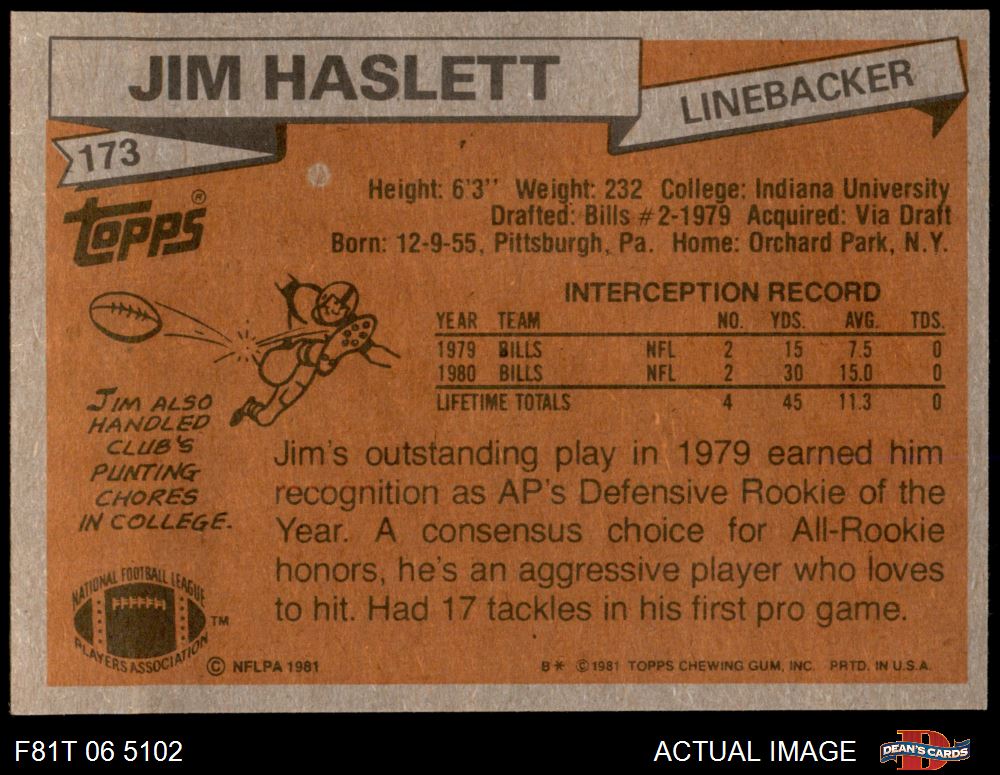 JIM HASLETT
LINEBACKER
173
TOPPS®
Height: 6'3'' Weight: 232 College: Indiana University
Drafted: Bills #2-1979 Acquired: Via Draft
Born: 12-9-55, Pittsburgh, Pa. Home: Orchard Park, N.Y.
INTERCEPTION RECORD
YEAR TEAM NO. YDS. AVG. TDS.
1979 BILLS NFL 2 15 7.5 0
1980 BILLS NFL 2 30 15.0 0
LIFETIME TOTALS 4 45 11.3 0
JIM ALSO
HANDLED
CLUB'S
PUNTING
CHORES
IN COLLEGE.
Jim's outstanding play in 1979 earned him
recognition as AP's Defensive Rookie of the
Year. A consensus choice for All-Rookie
honors, he's an aggressive player who loves
to hit. Had 17 tackles in his first pro game.
NATIONAL FOOTBALL LEAGUE
PLAYERS ASSOCIATION
TM
© NFLPA 1981
B* © 1981 TOPPS CHEWING GUM, INC. PRTD. IN U.S.A.
F81T 06 5102
ACTUAL IMAGE
DEAN'S CARDS